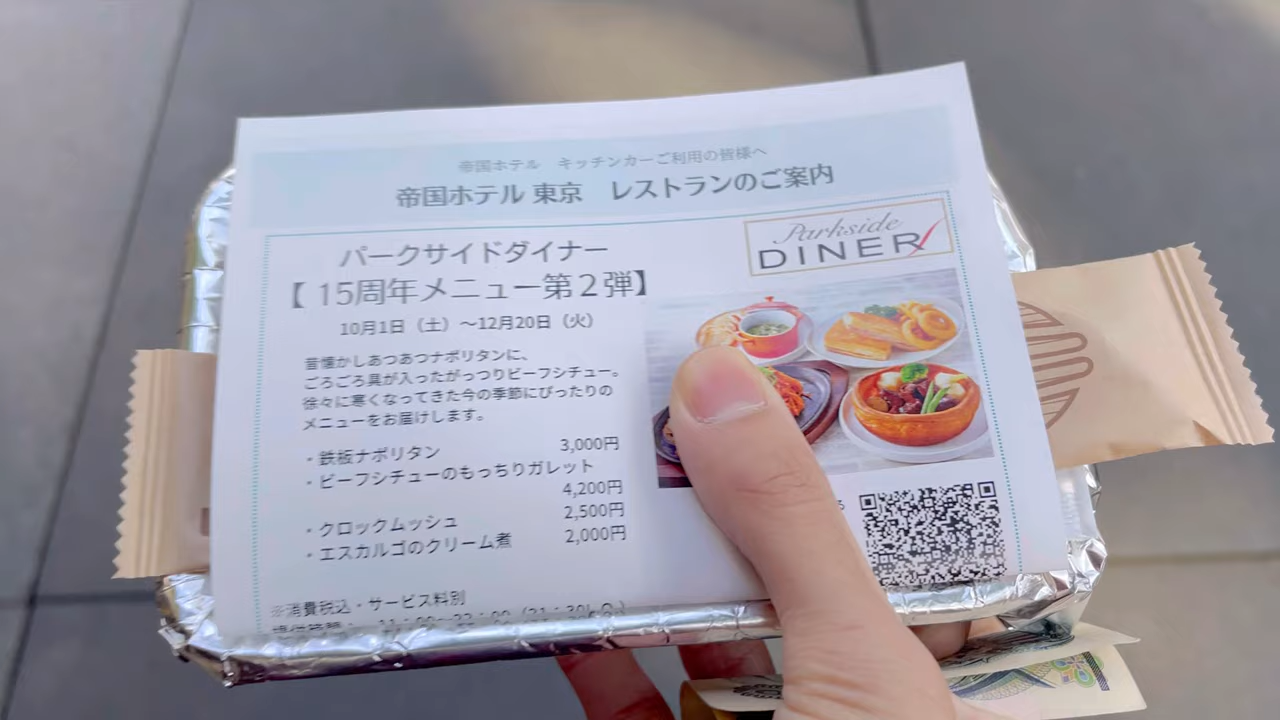 帝国ホテル キッチンカーご利用の皆様へ
帝国ホテル 東京 レストランのご案内
パークサイドダイナー
【15周年メニュー第2弾】
10月1日(土)~12月20日(火)
Parkside
DINER
昔懐かしあつあつナポリタンに、
ごろごろ具が入ったがっつりビーフシチュー。
徐々に寒くなってきた今の季節にぴったりの
メニューをお届けします。
・鉄板ナポリタン 3,000円
・ビーフシチューのもっちりガレット
4,200円
・クロックムッシュ 2,500円
・エスカルゴのクリーム煮 2,000円
※消費税込・サービス料別